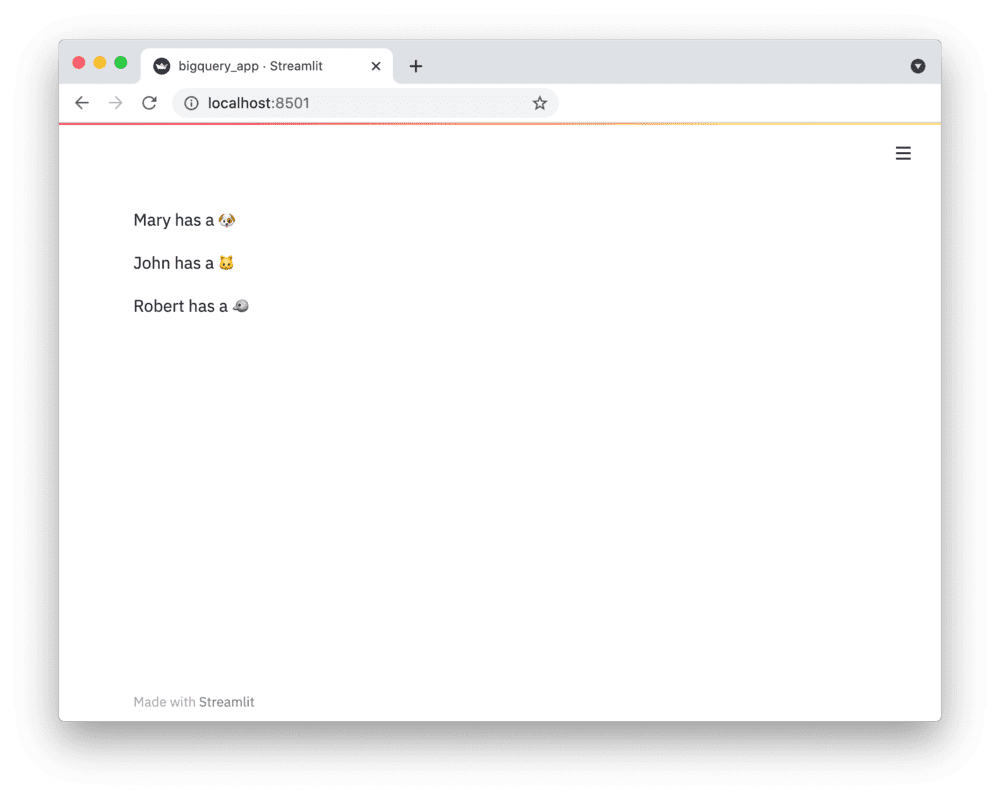 bigquery_app · Streamlit
localhost:8501
Mary has a 🐶
John has a 🐱
Robert has a 🐦
Made with Streamlit